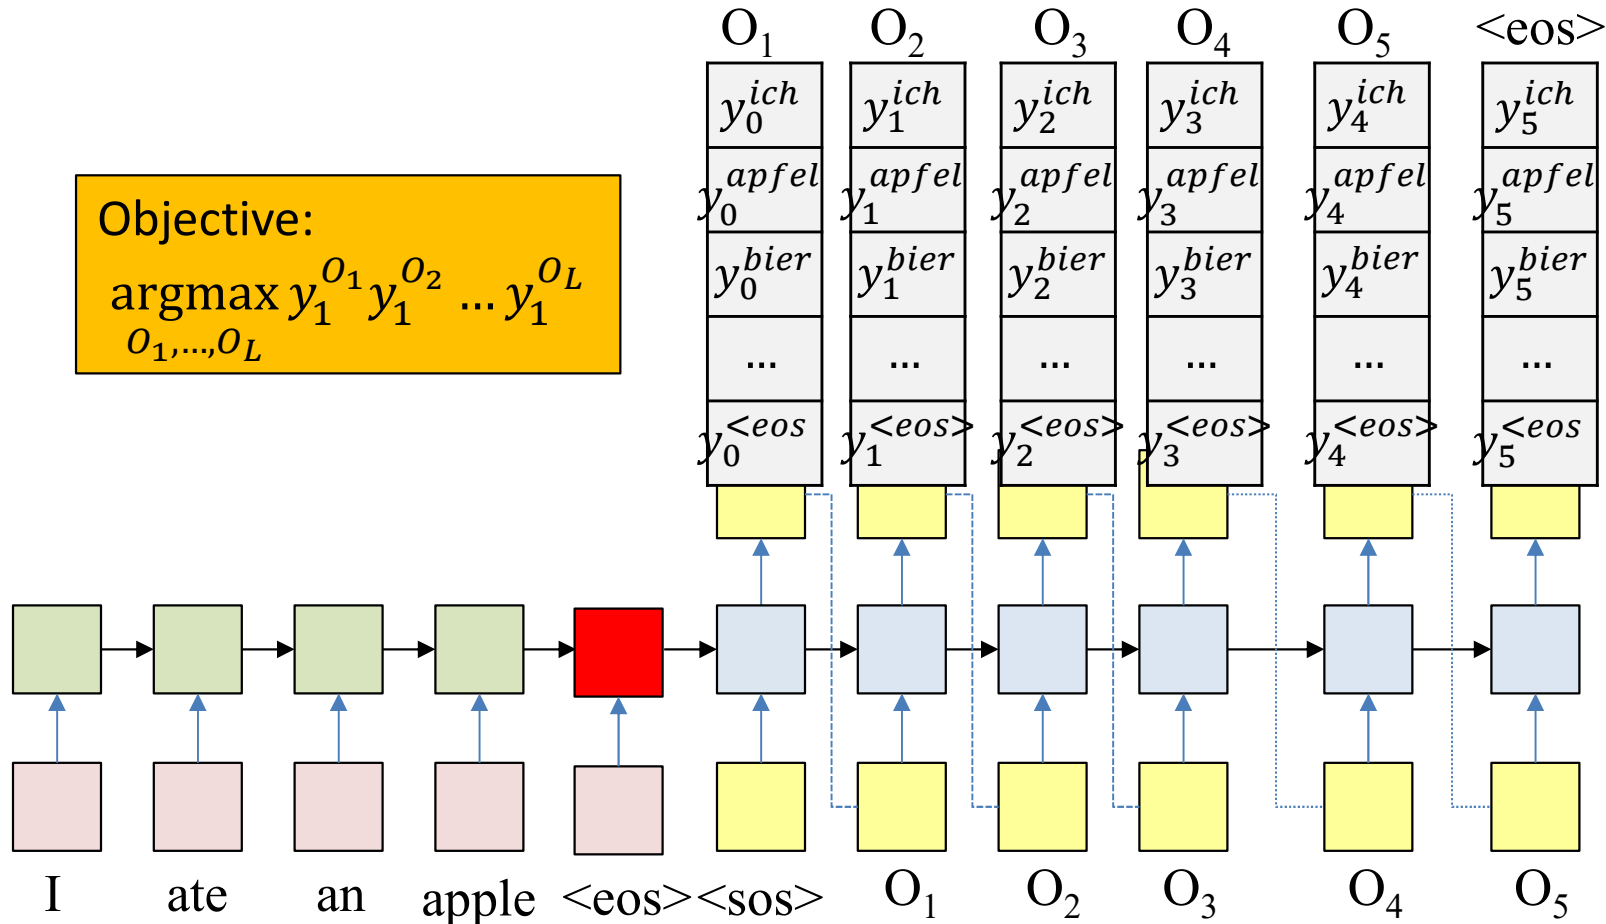 O₁ O₂ O₃ O₄ O₅ <eos>
y₀^ich y₁^ich y₂^ich y₃^ich y₄^ich y₅^ich
y₀^apfel y₁^apfel y₂^apfel y₃^apfel y₄^apfel y₅^apfel
y₀^bier y₁^bier y₂^bier y₃^bier y₄^bier y₅^bier
... ... ... ... ... ...
y₀^<eos y₁^<eos> y₂^<eos> y₃^<eos> y₄^<eos> y₅^<eos
Objective:
argmax y₁^O₁ y₁^O₂ ... y₁^O_L
O₁,...,O_L
I ate an apple <eos> <sos> O₁ O₂ O₃ O₄ O₅